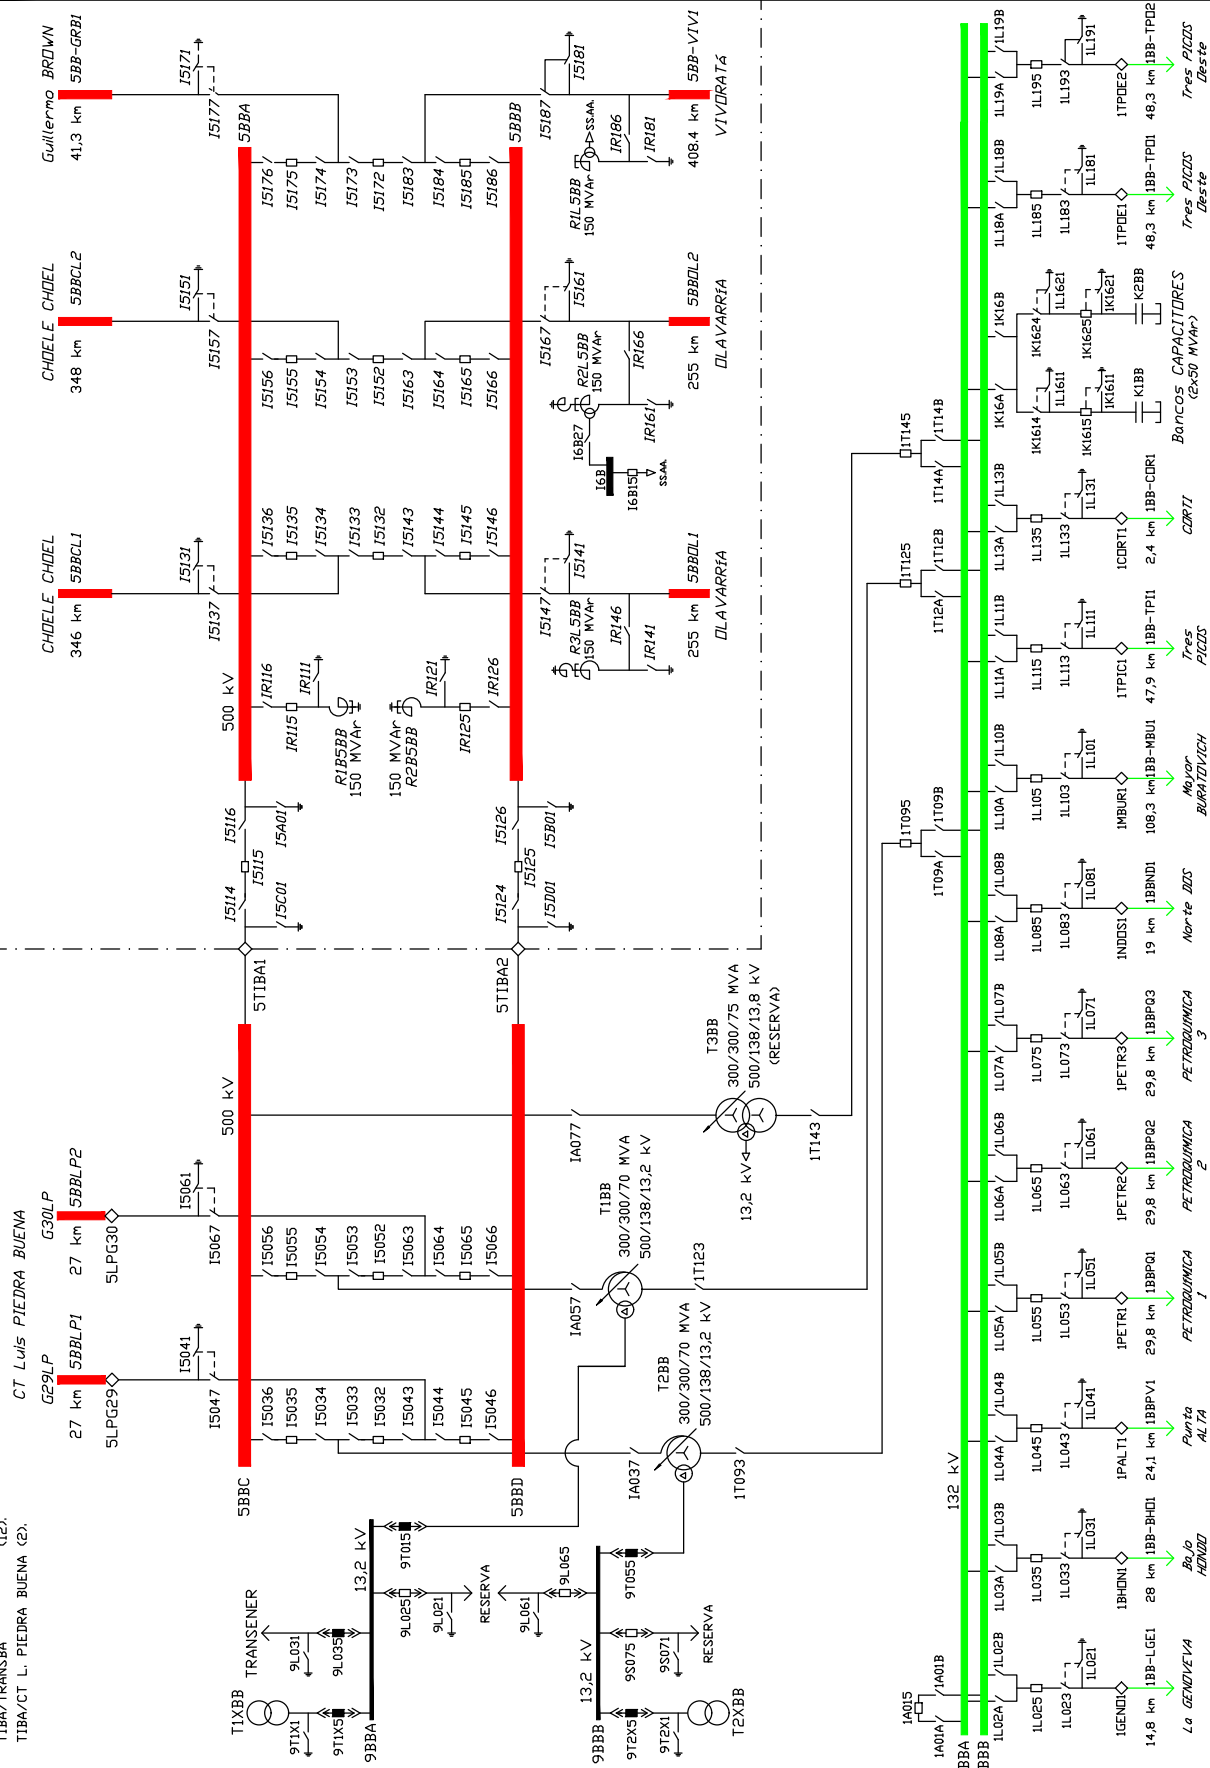 TIBA/TRANSBA (12).
TIBA/CT L. PIEDRA BUENA (2).
CT Luis PIEDRA BUENA
G29LP
27 km 5BBLP1
5LPG29
G30LP
27 km 5BBLP2
5LPG30
I5041
I5047
I5061
I5067
5BBC
500 kV
I5036
I5035
I5034
I5033
I5032
I5043
I5044
I5045
I5046
I5056
I5055
I5054
I5053
I5052
I5063
I5064
I5065
I5066
5BBD
5TIBA1
5TIBA2
I5114
I5115
I5116
I5C01
I5A01
I5124
I5125
I5126
I5D01
I5B01
CHOELE CHOEL
346 km 5BBCL1
I5131
I5137
CHOELE CHOEL
348 km 5BBCL2
I5151
I5157
Guillermo BROWN
41,3 km 5BB-GRB1
I5171
I5177
500 kV
5BBA
IR116
IR115
IR111
R1B5BB
150 MVAr
150 MVAr
R2B5BB
IR121
IR125
IR126
I5136
I5135
I5134
I5133
I5132
I5143
I5144
I5145
I5146
I5156
I5155
I5154
I5153
I5152
I5163
I5164
I5165
I5166
I5176
I5175
I5174
I5173
I5172
I5183
I5184
I5185
I5186
5BBB
I5147
I5141
R3L5BB
150 MVAr
IR146
IR141
255 km 5BBOL1
OLAVARRÍA
I5167
I5161
R2L5BB
150 MVAr
IR166
IR161
I6B27
I6B
I6B15
SS.AA.
255 km 5BBOL2
OLAVARRÍA
I5187
I5181
R1L5BB
150 MVAr
SS.AA.
IR186
IR181
408.4 km 5BB-VIV1
VIVORATÁ
IA077
T3BB
300/300/75 MVA
500/138/13,8 kV
(RESERVA)
13,2 kV
1T143
IA057
T1BB
300/300/70 MVA
500/138/13,2 kV
1T123
IA037
T2BB
300/300/70 MVA
500/138/13,2 kV
1T093
TRANSENER
T1XBB
9T1X1
9T1X5
9L031
9L035
9BBA
13,2 kV
9T015
9L025
9L021
RESERVA
9L061
9L065
9T055
9BBB
13,2 kV
9S075
9S071
RESERVA
9T2X5
9T2X1
T2XBB
1T095
1T09A
1T09B
1T125
1T12A
1T12B
1T145
1T14A
1T14B
132 kV
BBA
BBB
1A015
1A01A
1A01B
1L02A
1L02B
1L025
1L023
1L021
1GENO1
14,8 km 1BB-LGE1
La GENOVEVA
1L03A
1L03B
1L035
1L033
1L031
1BHON1
28 km 1BB-BHO1
Bajo
HONDO
1L04A
1L04B
1L045
1L043
1L041
1PALT1
24,1 km 1BBPV1
Punta
ALTA
1L05A
1L05B
1L055
1L053
1L051
1PETR1
29,8 km 1BBPQ1
PETROQUIMICA
1
1L06A
1L06B
1L065
1L063
1L061
1PETR2
29,8 km 1BBPQ2
PETROQUIMICA
2
1L07A
1L07B
1L075
1L073
1L071
1PETR3
29,8 km 1BBPQ3
PETROQUIMICA
3
1L08A
1L08B
1L085
1L083
1L081
1NDOS1
19 km 1BBND1
Norte DOS
1L10A
1L10B
1L105
1L103
1L101
1MBUR1
108,3 km 1BB-MBU1
Mayor
BURATOVICH
1L11A
1L11B
1L115
1L113
1L111
1TPIC1
47,9 km 1BB-TPI1
Tres
PICOS
1L13A
1L13B
1L135
1L133
1L131
1CORT1
2,4 km 1BB-COR1
CORTI
1K16A
1K16B
1K1614
1L1611
1K1615
1K1611
K1BB
1K1624
1L1621
1K1625
1K1621
K2BB
Bancos CAPACITORES
(2x50 MVAr)
1L18A
1L18B
1L185
1L183
1L181
1TPOE1
48,3 km 1BB-TPO1
Tres PICOS
Oeste
1L19A
1L19B
1L195
1L193
1L191
1TPOE2
48,3 km 1BB-TPO2
Tres PICOS
Oeste